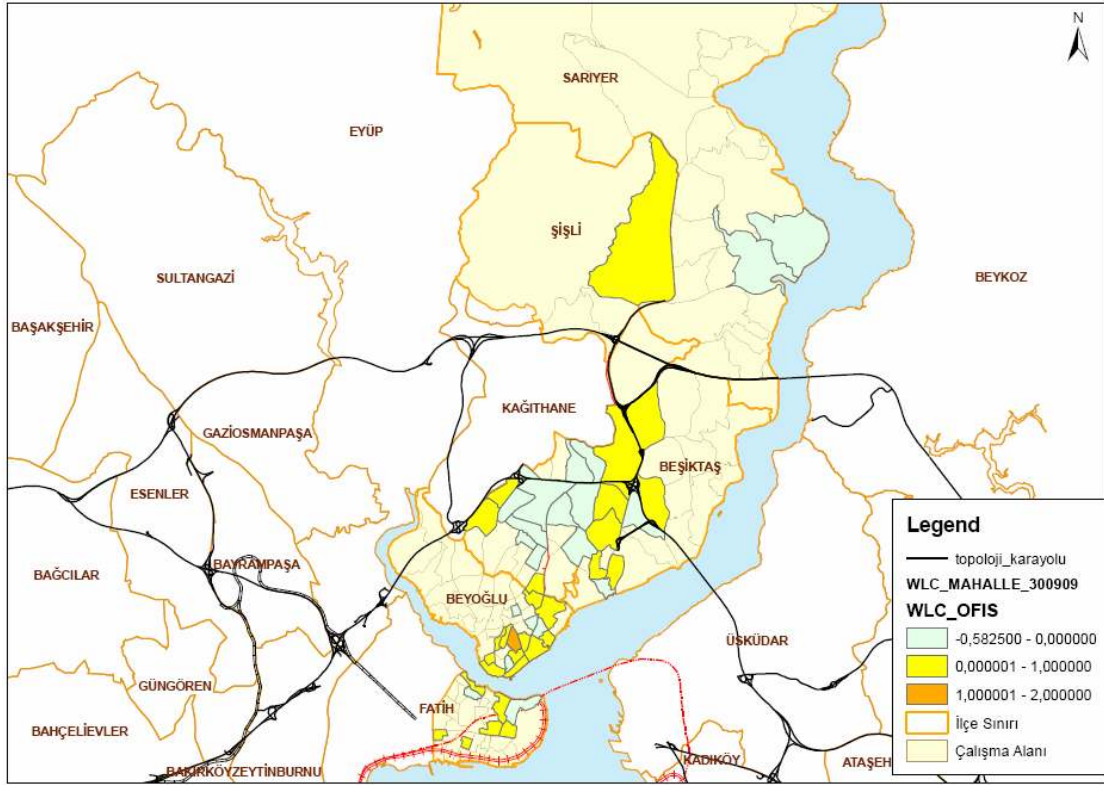 N
SARIYER
EYÜP
ŞİŞLİ
SULTANGAZİ
BEYKOZ
BAŞAKŞEHİR
KAĞITHANE
GAZİOSMANPAŞA
BEŞİKTAŞ
ESENLER
BAYRAMPAŞA
BAĞCILAR
BEYOĞLU
ÜSKÜDAR
GÜNGÖREN
FATİH
BAHÇELİEVLER
BAKIRKÖYZEYTİNBURNU
KADIKÖY
ATAŞEH
Legend
topoloji_karayolu
WLC_MAHALLE_300909
WLC_OFIS
-0,582500 - 0,000000
0,000001 - 1,000000
1,000001 - 2,000000
İlçe Sınırı
Çalışma Alanı